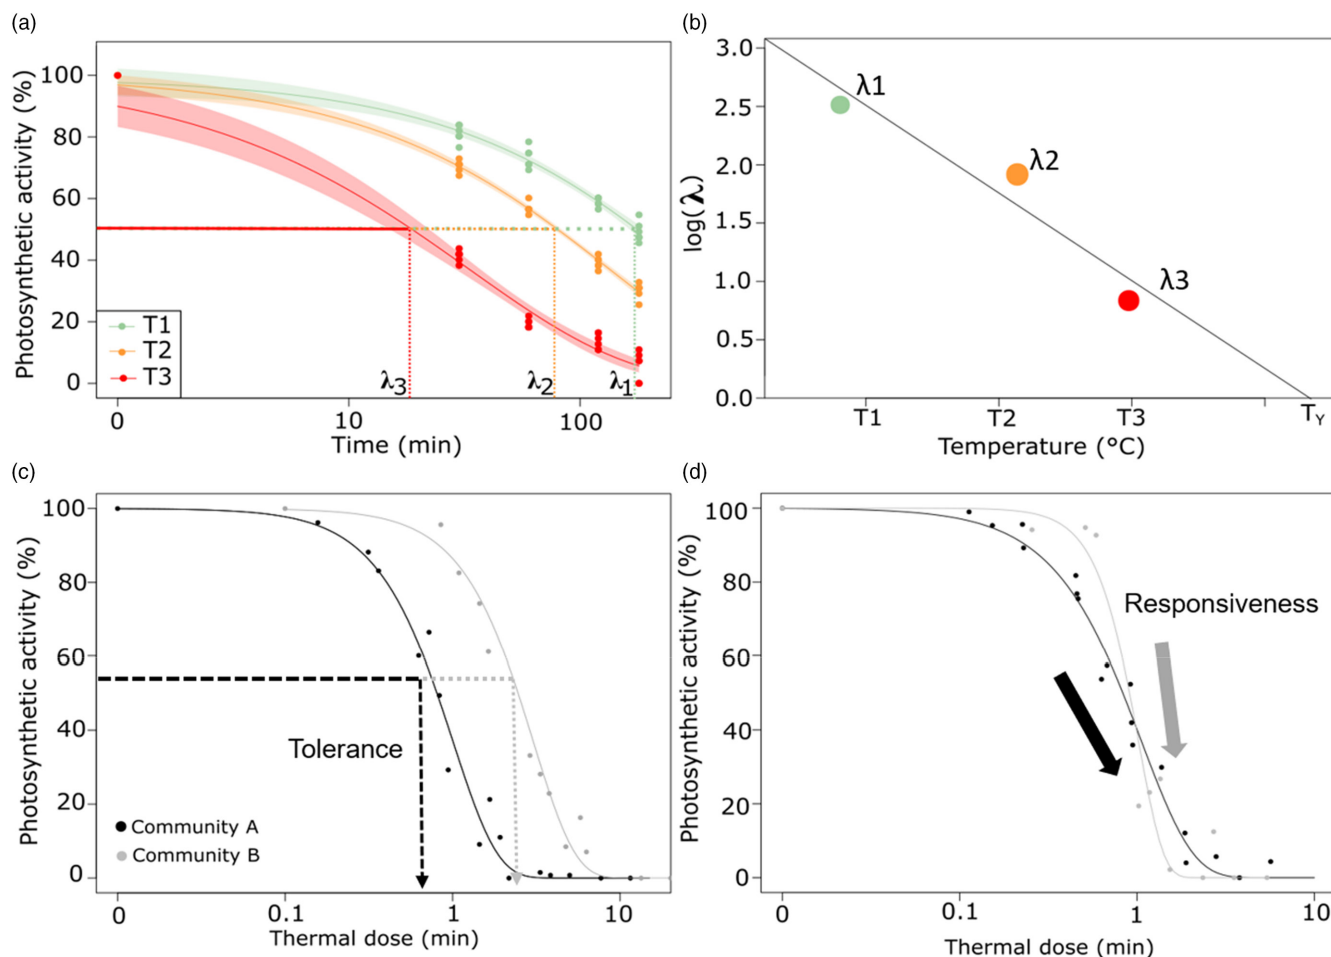 (a)
Photosynthetic activity (%)
100
80
60
40
20
0
T1
T2
T3
λ3
λ2
λ1
0
10
100
Time (min)
(b)
log(λ)
3.0
2.5
2.0
1.5
1.0
0.5
0.0
λ1
λ2
λ3
T1
T2
T3
TY
Temperature (°C)
(c)
Photosynthetic activity (%)
100
80
60
40
20
0
Tolerance
Community A
Community B
0
0.1
1
10
Thermal dose (min)
(d)
Photosynthetic activity (%)
100
80
60
40
20
0
Responsiveness
0
0.1
1
10
Thermal dose (min)